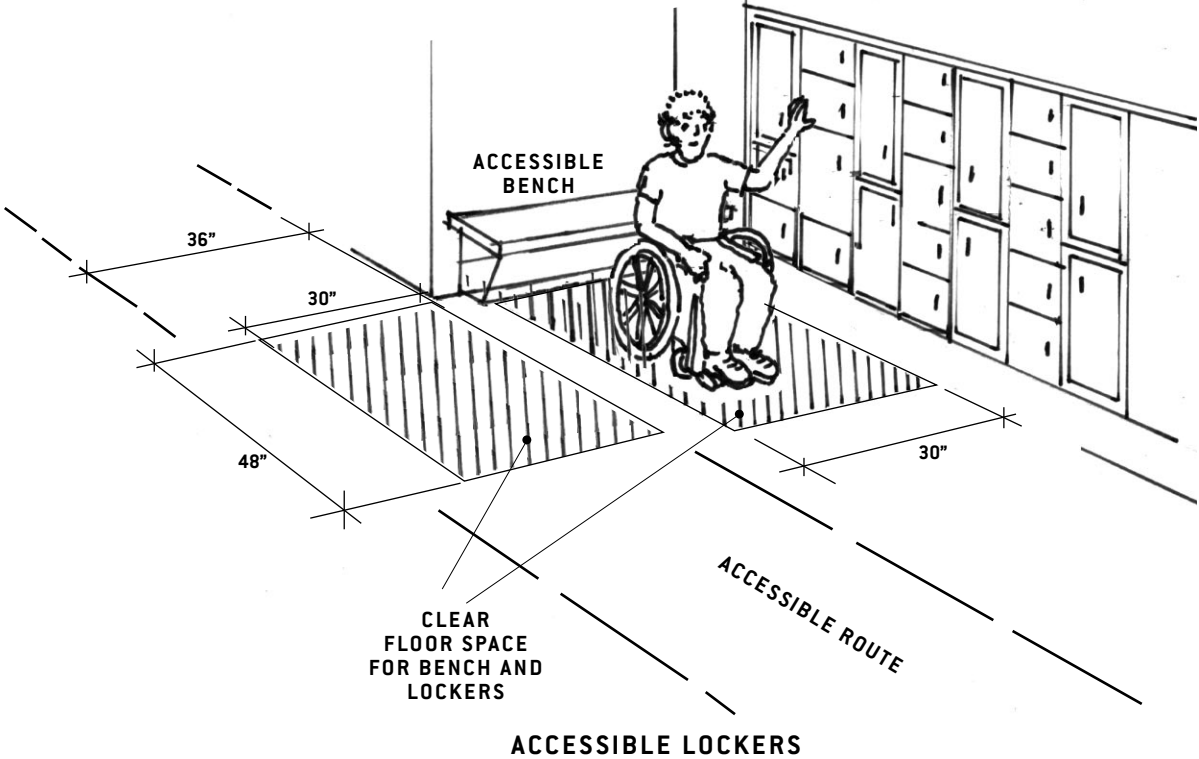 ACCESSIBLE
BENCH
36”
30”
48”
30”
CLEAR
FLOOR SPACE
FOR BENCH AND
LOCKERS
ACCESSIBLE ROUTE
ACCESSIBLE LOCKERS